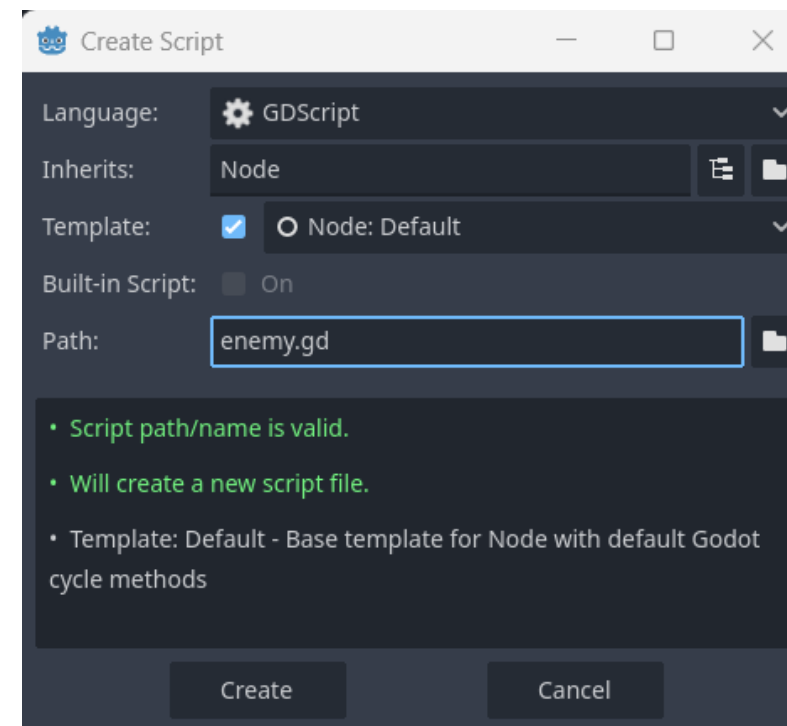 Create Script
Language: GDScript
Inherits: Node
Template: Node: Default
Built-in Script: On
Path: enemy.gd
• Script path/name is valid.
• Will create a new script file.
• Template: Default - Base template for Node with default Godot
cycle methods
Create Cancel